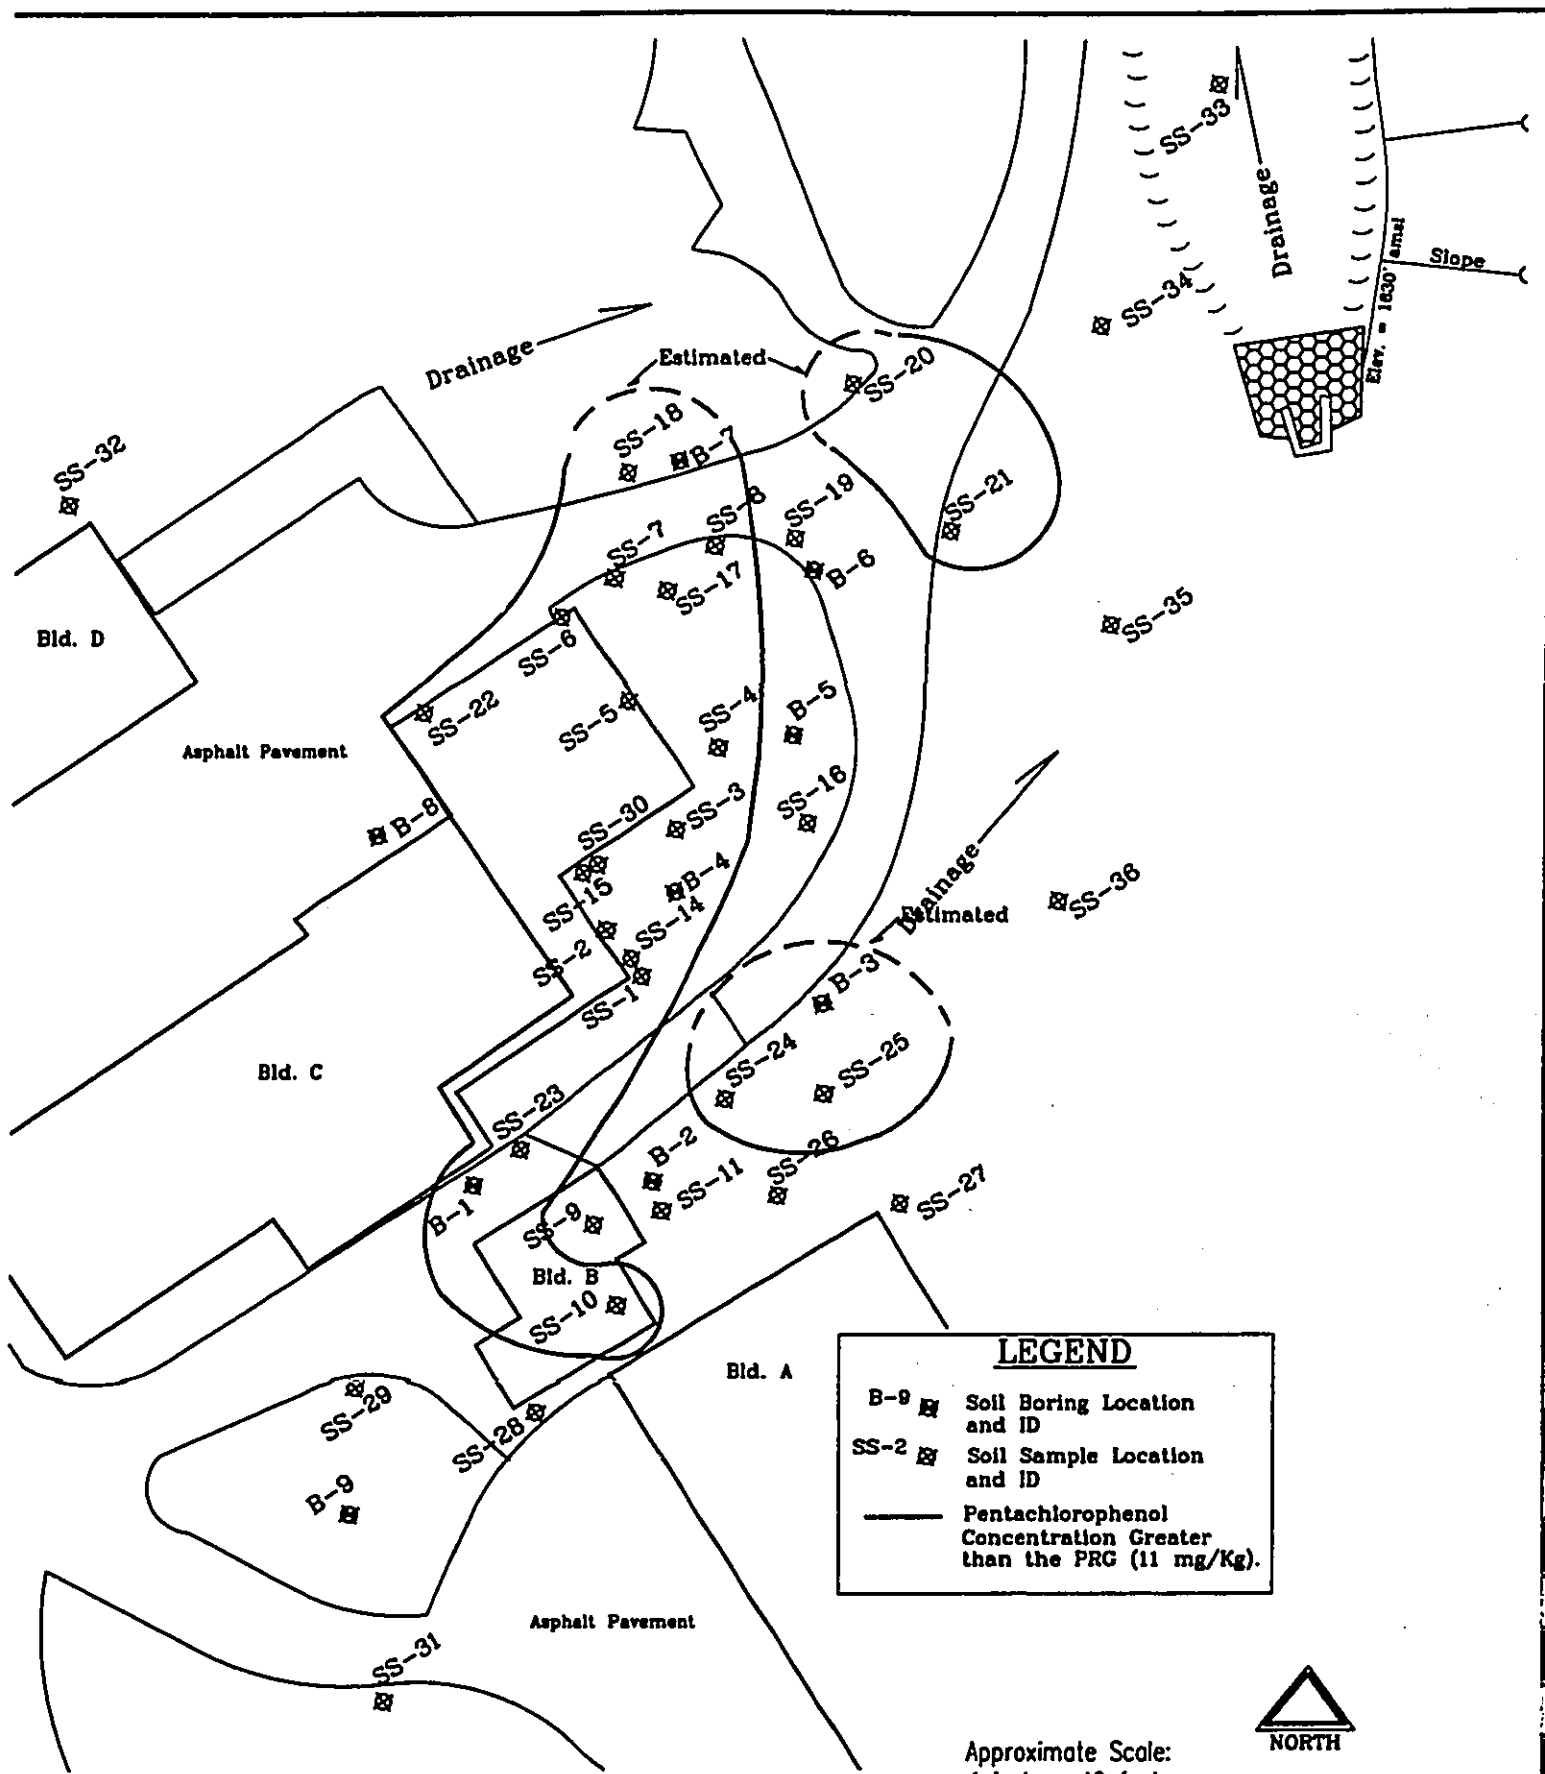 SS-33
Drainage
Elev. = 1630' amsl
Slope
SS-34
Drainage
Estimated
SS-20
SS-18
B-7
SS-32
SS-8
SS-19
SS-21
SS-7
B-6
SS-17
SS-35
Bld. D
SS-6
SS-22
SS-5
SS-4
B-5
Asphalt Pavement
SS-16
B-8
SS-30
SS-3
B-4
SS-15
SS-14
Drainage
SS-36
Estimated
SS-2
B-3
SS-1
Bld. C
SS-24
SS-25
SS-23
B-2
SS-26
SS-11
SS-27
B-1
SS-9
Bld. B
SS-10
Bld. A
SS-29
SS-28
B-9
LEGEND
B-9 Soil Boring Location
and ID
SS-2 Soil Sample Location
and ID
Pentachlorophenol
Concentration Greater
than the PRG (11 mg/Kg).
Asphalt Pavement
SS-31
NORTH
Approximate Scale: